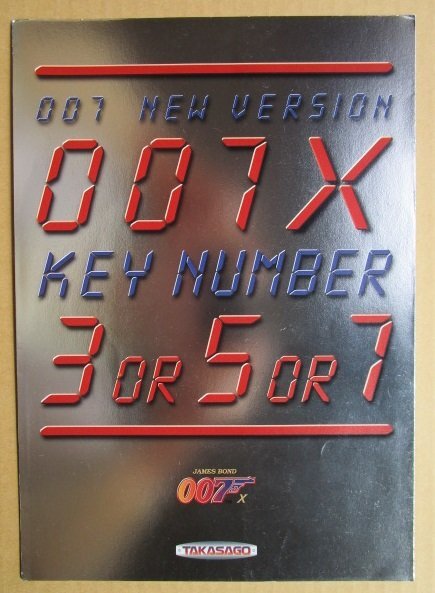 007 NEW VERSION
007X
KEY NUMBER
3 OR 5 OR 7
JAMES BOND
007
X
TAKASAGO